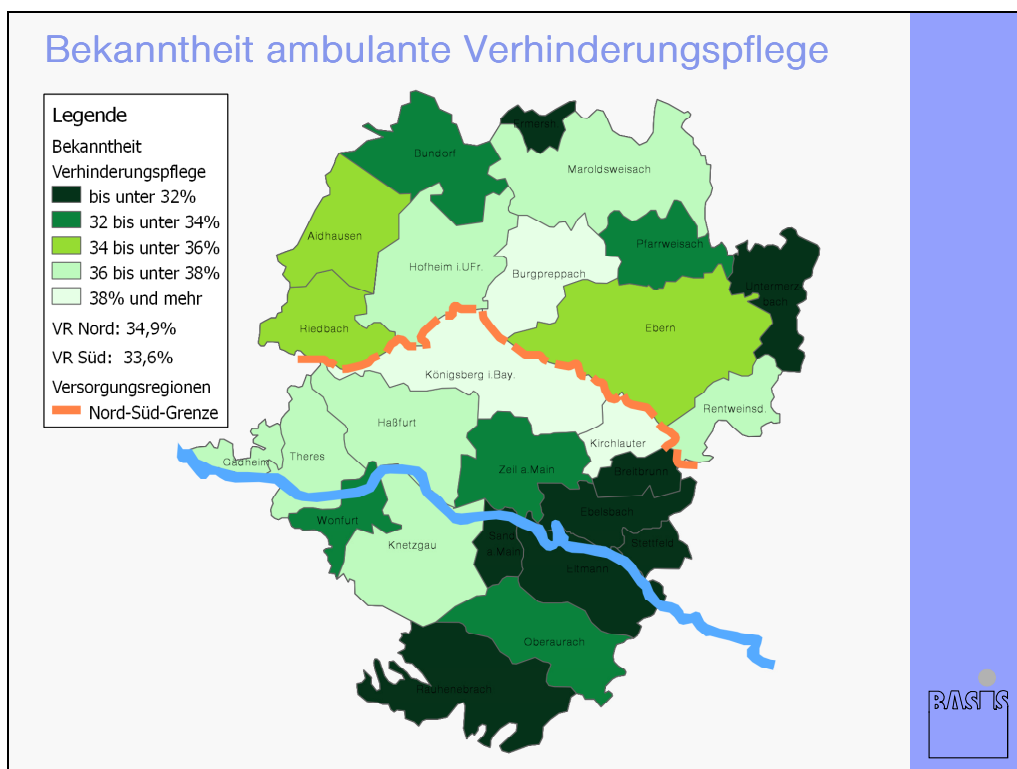 Bekanntheit ambulante Verhinderungspflege
Legende
Bekanntheit
Verhinderungspflege
bis unter 32%
32 bis unter 34%
34 bis unter 36%
36 bis unter 38%
38% und mehr
VR Nord: 34,9%
VR Süd: 33,6%
Versorgungsregionen
Nord-Süd-Grenze
Ermersh.
Bundorf
Maroldsweisach
Aidhausen
Pfarrweisach
Hofheim i.UFr.
Burgpreppach
Untermerz-
bach
Riedbach
Ebern
Königsberg i.Bay.
Rentweinsd.
Haßfurt
Kirchlauter
Theres
Gädheim
Zeil a.Main
Breitbrunn
Ebelsbach
Wonfurt
Sand
a.Main
Stettfeld
Knetzgau
Eltmann
Oberaurach
Rauhenebrach
BASIS